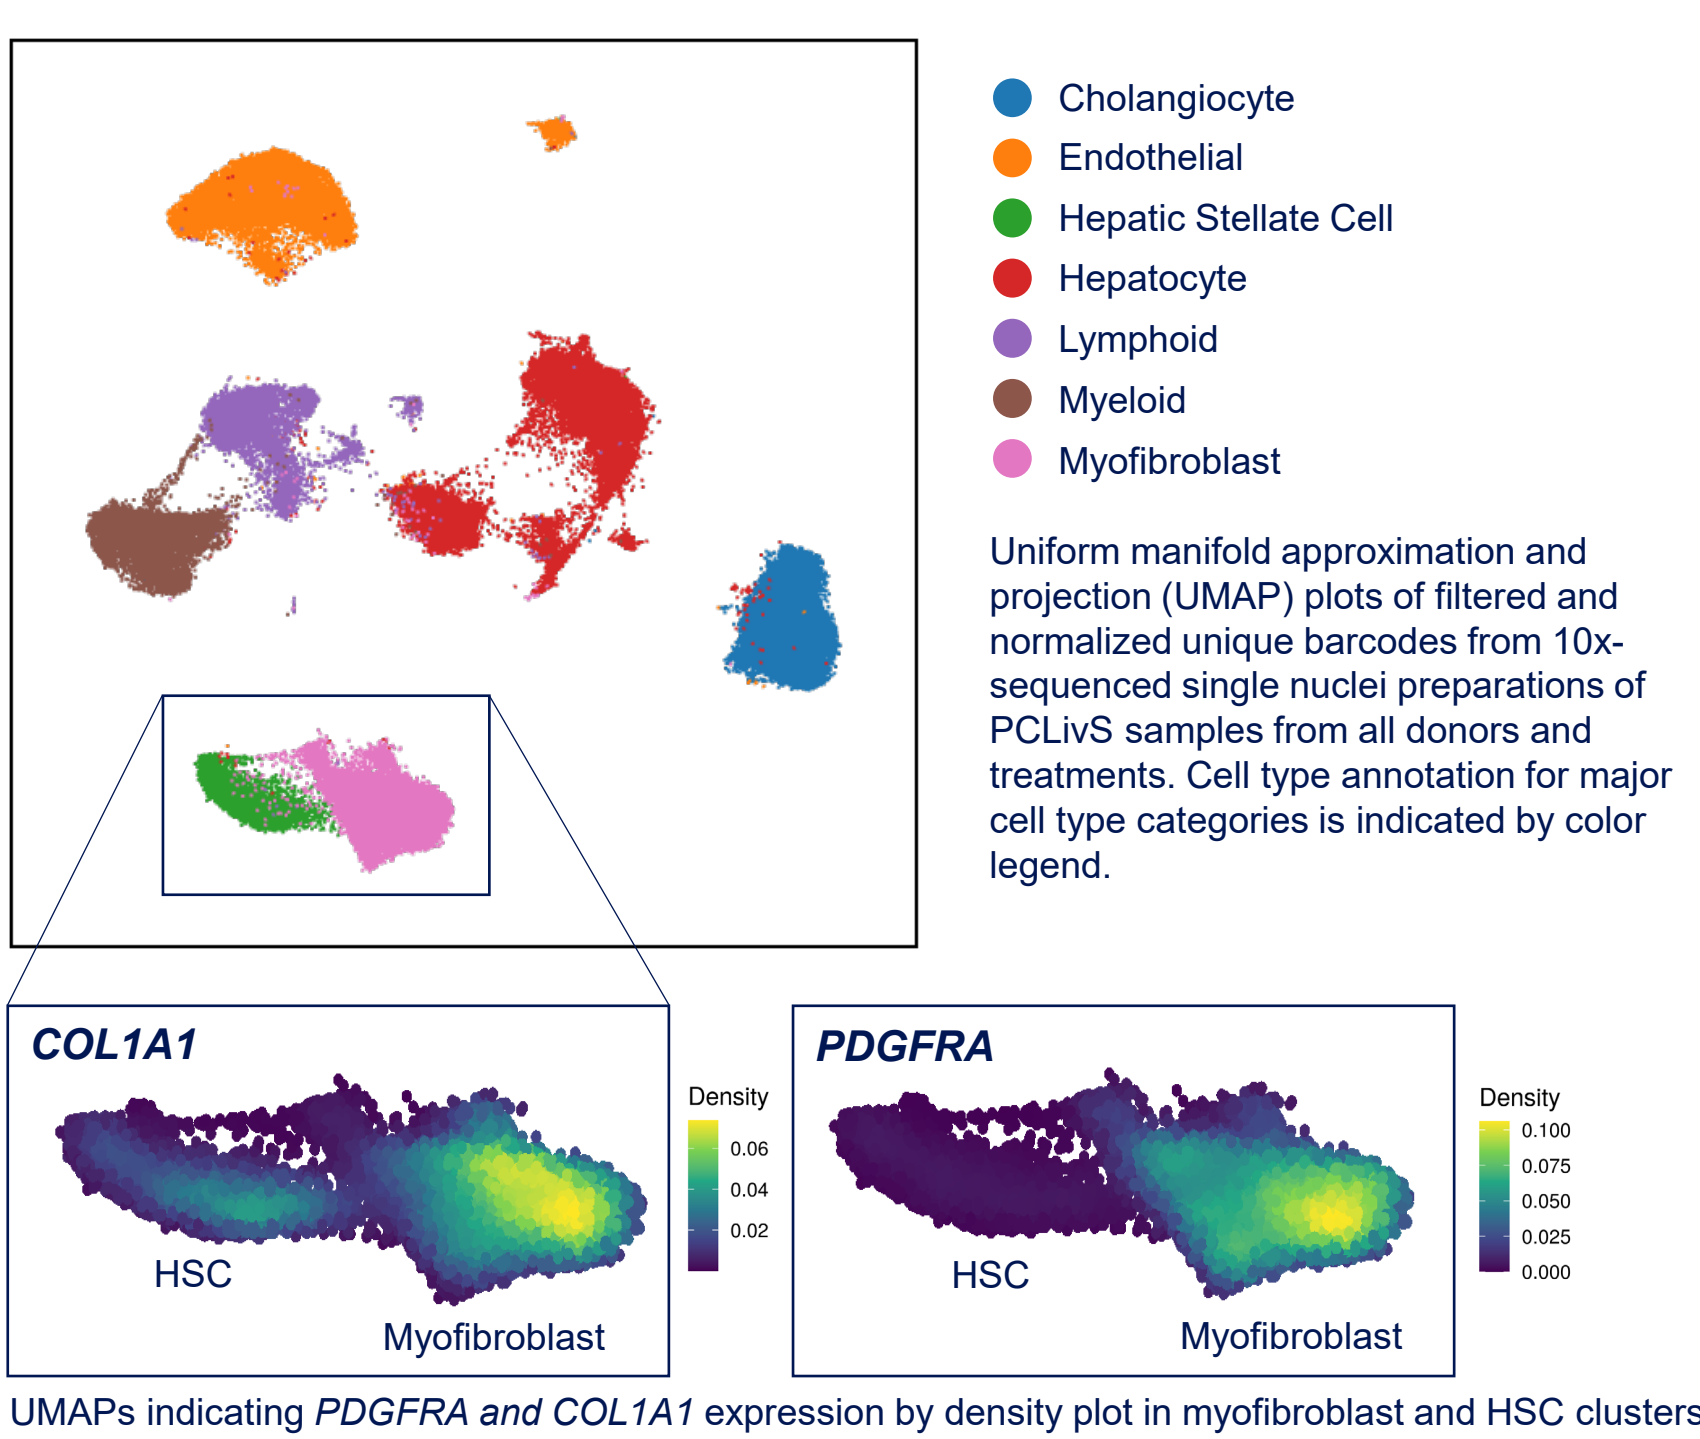 Cholangiocyte
Endothelial
Hepatic Stellate Cell
Hepatocyte
Lymphoid
Myeloid
Myofibroblast
Uniform manifold approximation and
projection (UMAP) plots of filtered and
normalized unique barcodes from 10x-
sequenced single nuclei preparations of
PCLivS samples from all donors and
treatments. Cell type annotation for major
cell type categories is indicated by color
legend.
COL1A1
Density
0.06
0.04
0.02
HSC
Myofibroblast
PDGFRA
Density
0.100
0.075
0.050
0.025
0.000
HSC
Myofibroblast
UMAPs indicating PDGFRA and COL1A1 expression by density plot in myofibroblast and HSC clusters